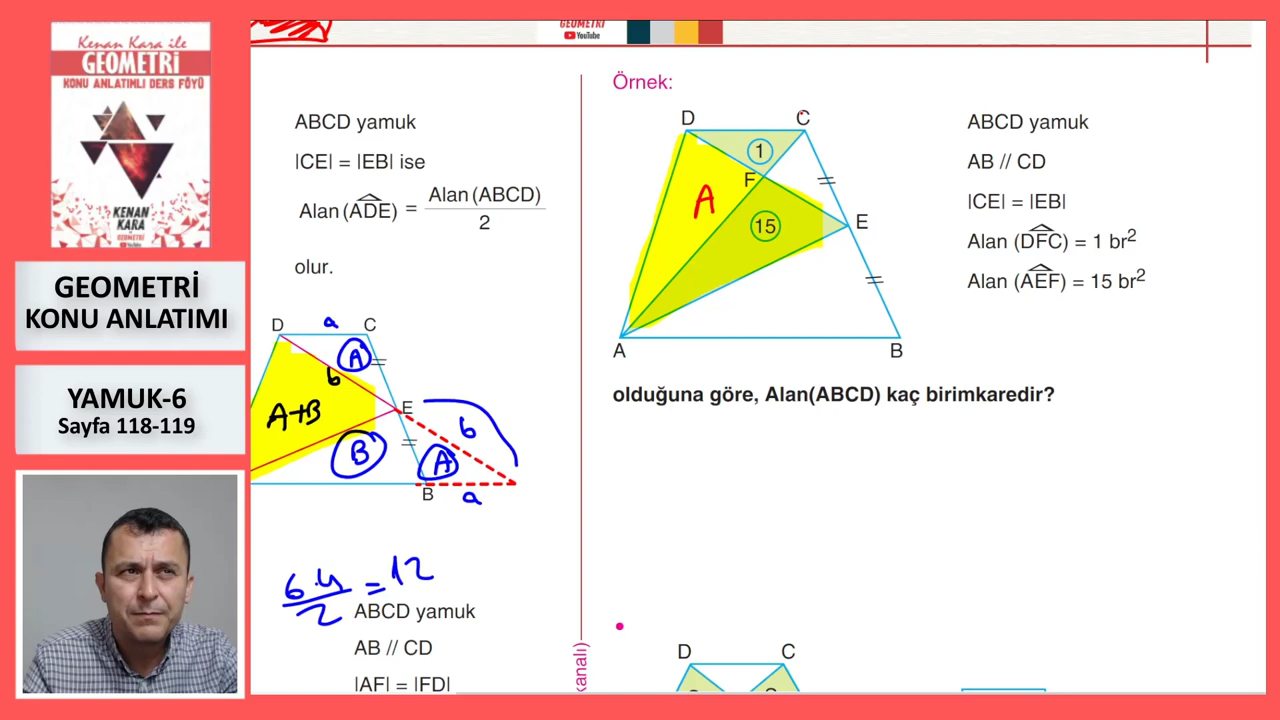 Kenan Kara ile
GEOMETRİ
KONU ANLATIMLI DERS FÖYÜ
KENAN
KARA
GEOMETRİ
YouTube
GEOMETRİ
KONU ANLATIMI
YAMUK-6
Sayfa 118-119
GEOMETRİ
YouTube
ABCD yamuk
|CE| = |EB| ise
Alan (ADE) = Alan (ABCD)
2
olur.
D a C
A
6
E
A+B
B
6
A
B
a
6.4
2
=12
ABCD yamuk
AB // CD
|AF| = |FD|
kanalı)
Örnek:
D C
1
F
A
15
E
A B
ABCD yamuk
AB // CD
|CE| = |EB|
Alan (DFC) = 1 br²
Alan (AEF) = 15 br²
olduğuna göre, Alan(ABCD) kaç birimkaredir?
D C